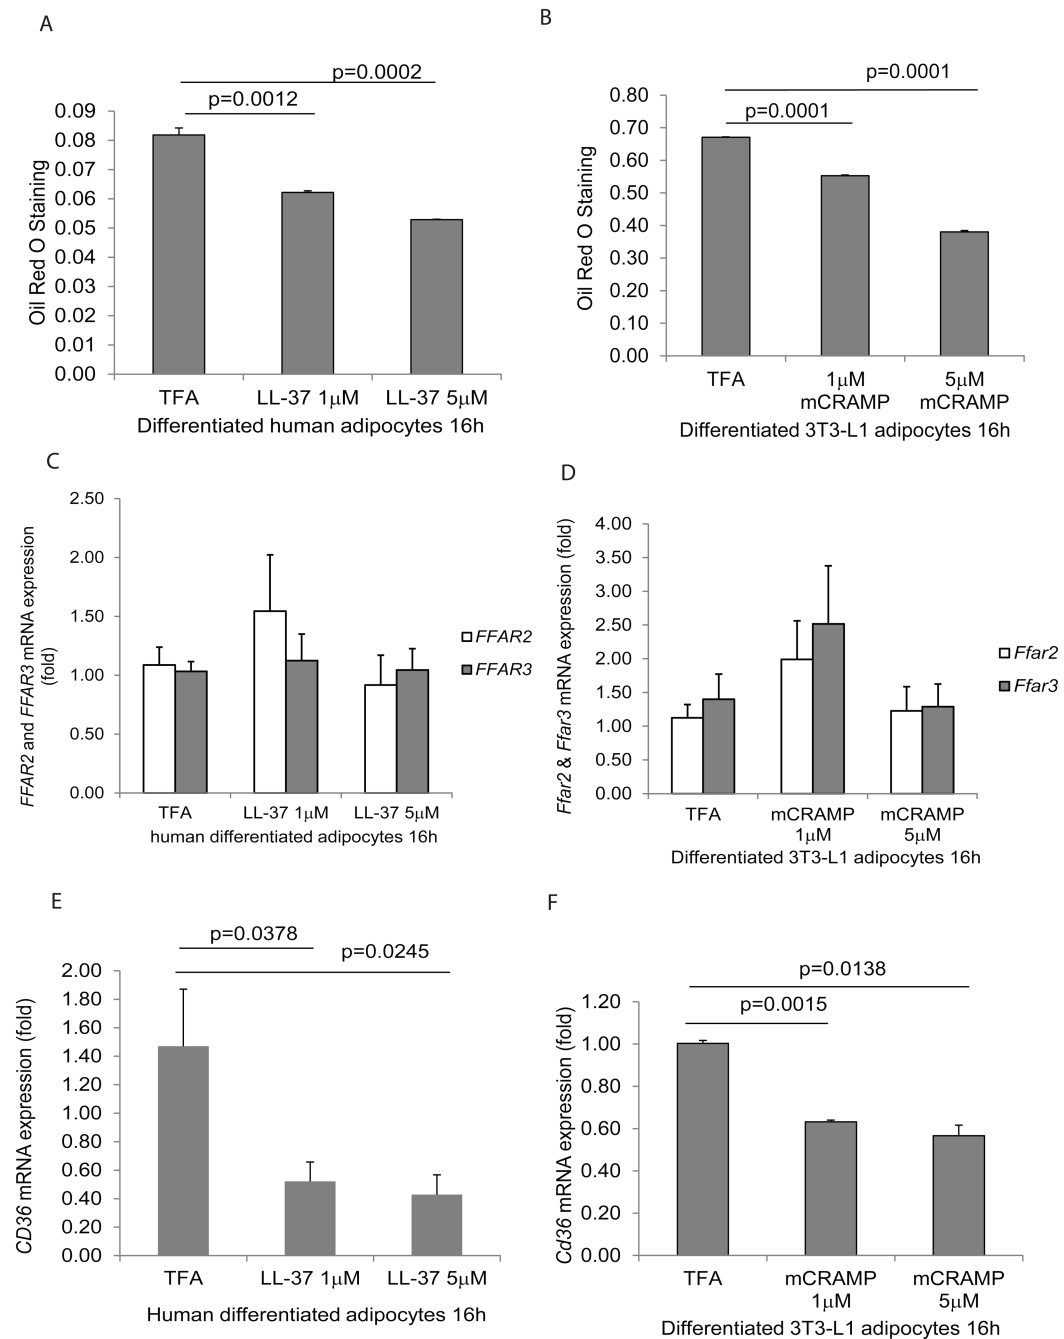 A
p=0.0002
p=0.0012
0.09
0.08
0.07
0.06
0.05
0.04
0.03
0.02
0.01
0.00
Oil Red O Staining
TFA
LL-37 1μM
LL-37 5μM
Differentiated human adipocytes 16h
B
p=0.0001
p=0.0001
0.80
0.70
0.60
0.50
0.40
0.30
0.20
0.10
0.00
Oil Red O Staining
TFA
1μM
mCRAMP
5μM
mCRAMP
Differentiated 3T3-L1 adipocytes 16h
C
2.50
2.00
1.50
1.00
0.50
0.00
FFAR2 and FFAR3 mRNA expression
(fold)
FFAR2
FFAR3
TFA
LL-37 1μM
LL-37 5μM
human differentiated adipocytes 16h
D
4.00
3.50
3.00
2.50
2.00
1.50
1.00
0.50
0.00
Ffar2 & Ffar3 mRNA expression (fold)
Ffar2
Ffar3
TFA
mCRAMP
1μM
mCRAMP
5μM
Differentiated 3T3-L1 adipocytes 16h
E
p=0.0378
p=0.0245
2.00
1.80
1.60
1.40
1.20
1.00
0.80
0.60
0.40
0.20
0.00
CD36 mRNA expression (fold)
TFA
LL-37 1μM
LL-37 5μM
Human differentiated adipocytes 16h
F
p=0.0138
p=0.0015
1.20
1.00
0.80
0.60
0.40
0.20
0.00
Cd36 mRNA expression (fold)
TFA
mCRAMP
1μM
mCRAMP
5μM
Differentiated 3T3-L1 adipocytes 16h